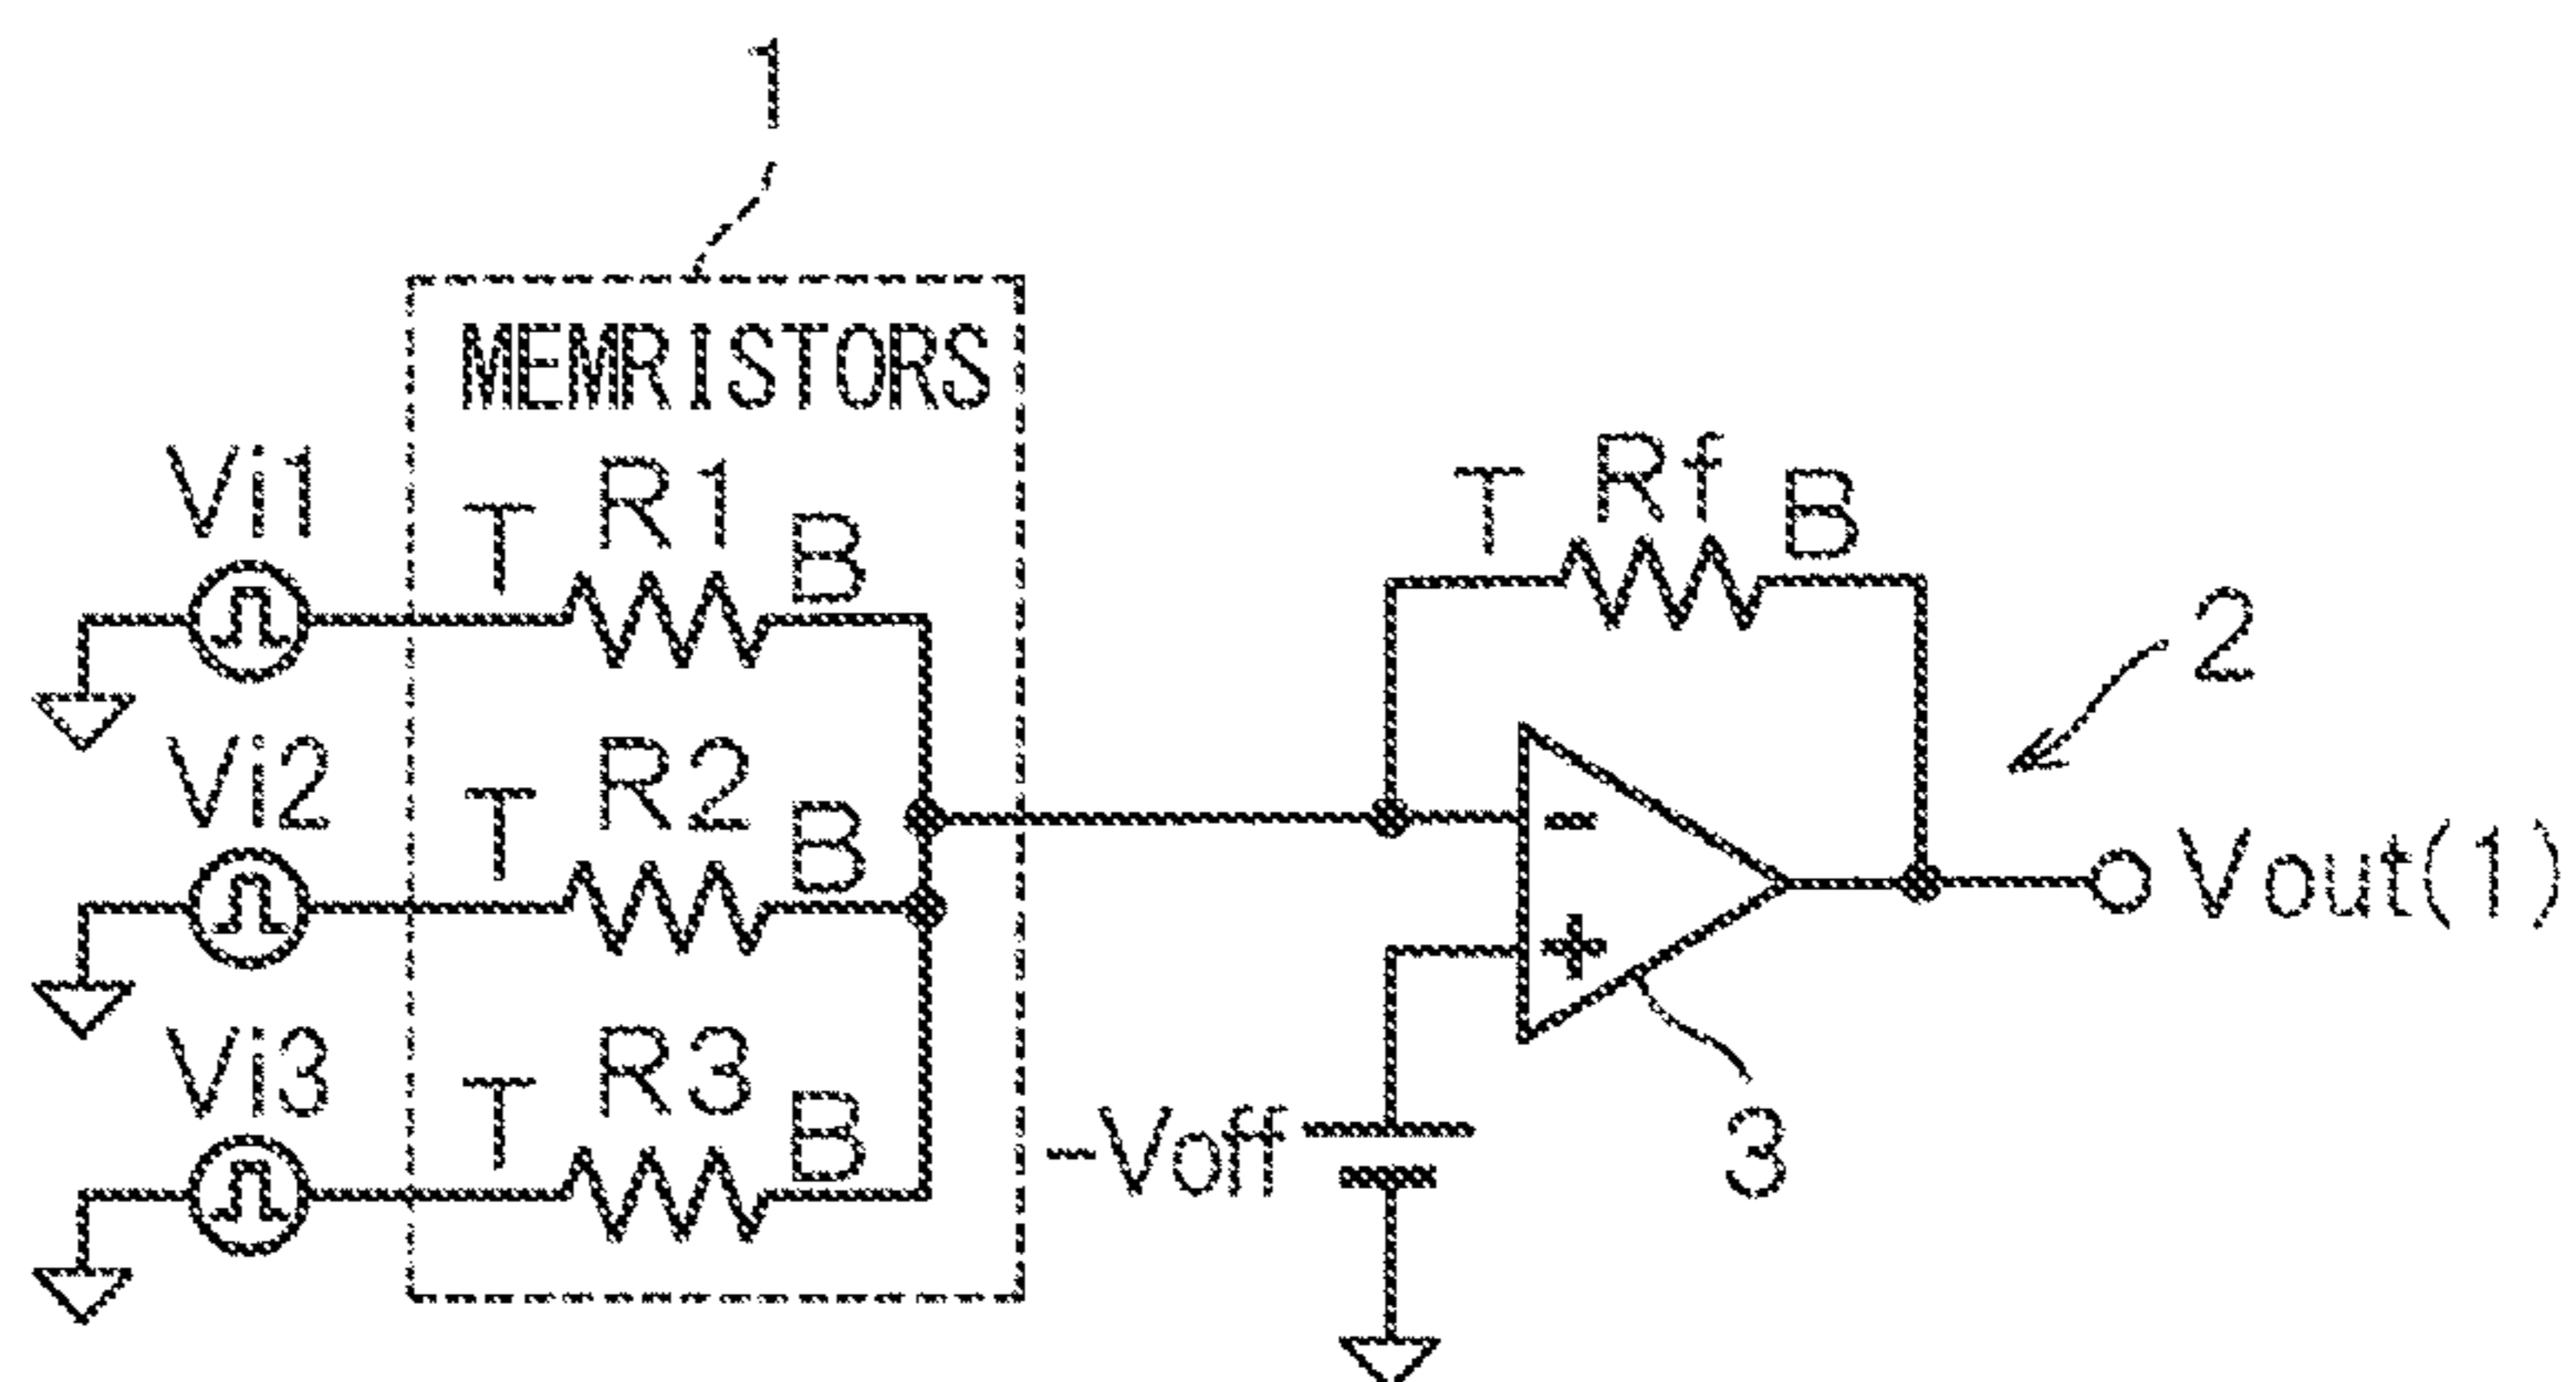 1
MEMRISTORS
Vi1
T R1 B
T Rf B
2
Vi2
T R2 B
-
Vout(1)
+
Vi3
T R3 B
-Voff
3